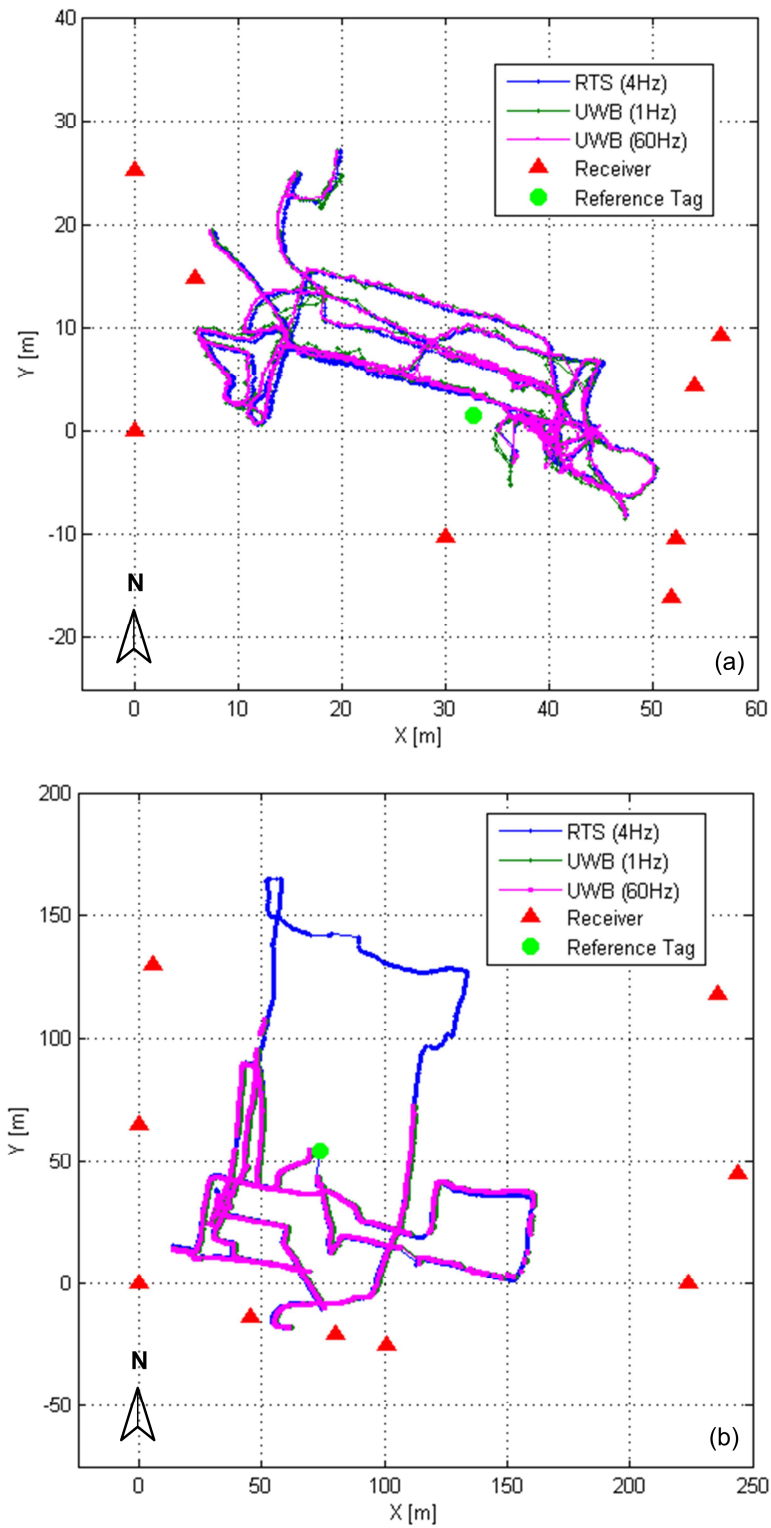 40
30
20
10
0
-10
-20
Y [m]
RTS (4Hz)
UWB (1Hz)
UWB (60Hz)
Receiver
Reference Tag
N
(a)
0 10 20 30 40 50 60
X [m]
200
150
100
50
0
-50
Y [m]
RTS (4Hz)
UWB (1Hz)
UWB (60Hz)
Receiver
Reference Tag
N
(b)
0 50 100 150 200 250
X [m]